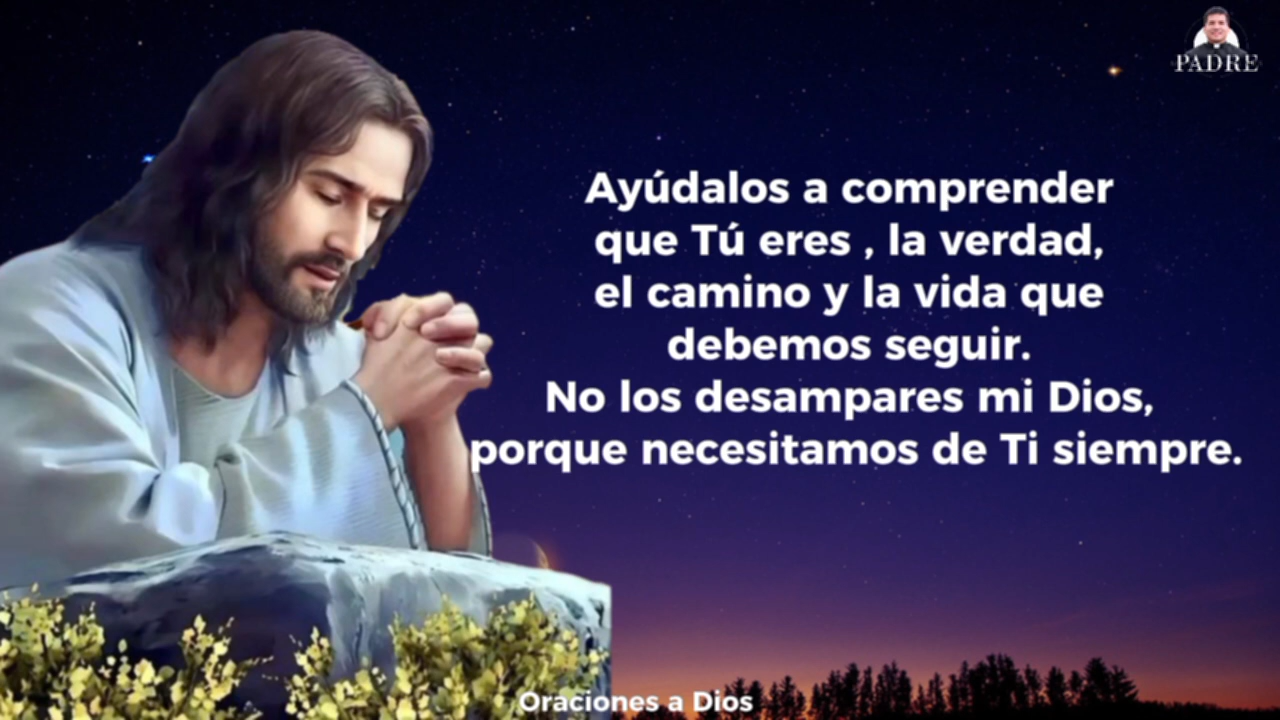 PADRE
Ayúdalos a comprender
que Tú eres , la verdad,
el camino y la vida que
debemos seguir.
No los desampares mi Dios,
porque necesitamos de Ti siempre.
Oraciones a Dios